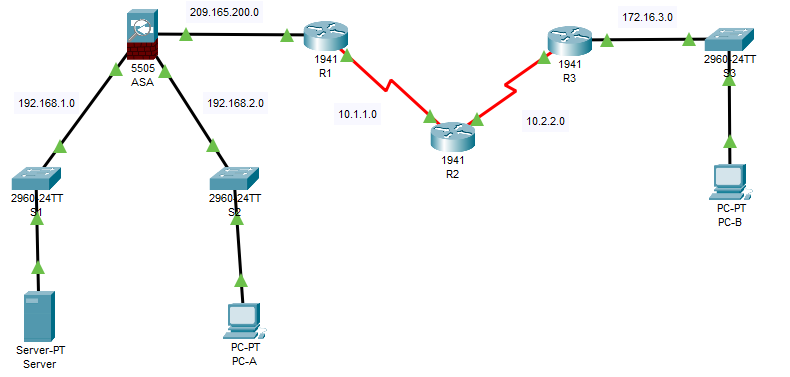 209.165.200.0
1941
R1
5505
ASA
192.168.1.0
192.168.2.0
10.1.1.0
1941
R2
10.2.2.0
1941
R3
172.16.3.0
2960-24TT
S3
PC-PT
PC-B
2960-24TT
S1
2960-24TT
S2
Server-PT
Server
PC-PT
PC-A